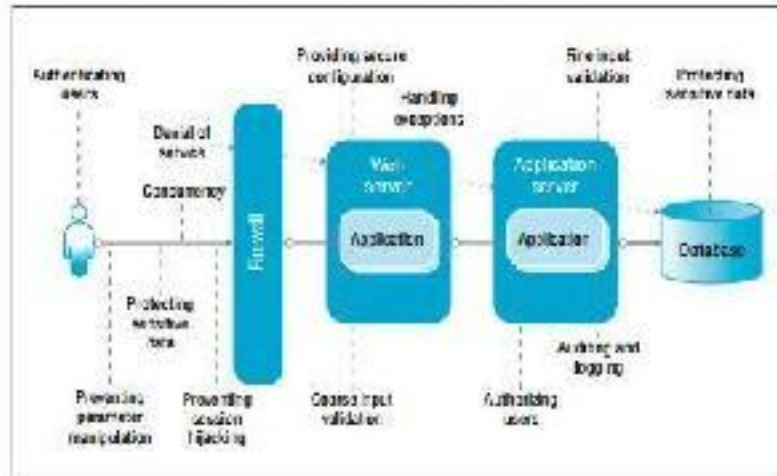 Authenticating
users
Providing secure
configuration
Fine input
validation
Protecting
sensitive data
Handling
exceptions
Denial of
service
Concurrency
Firewall
Web
server
Application
Application
server
Application
Database
Protecting
sensitive
data
Preventing
parameter
manipulation
Preventing
session
hijacking
Coarse input
validation
Authorizing
users
Auditing and
logging